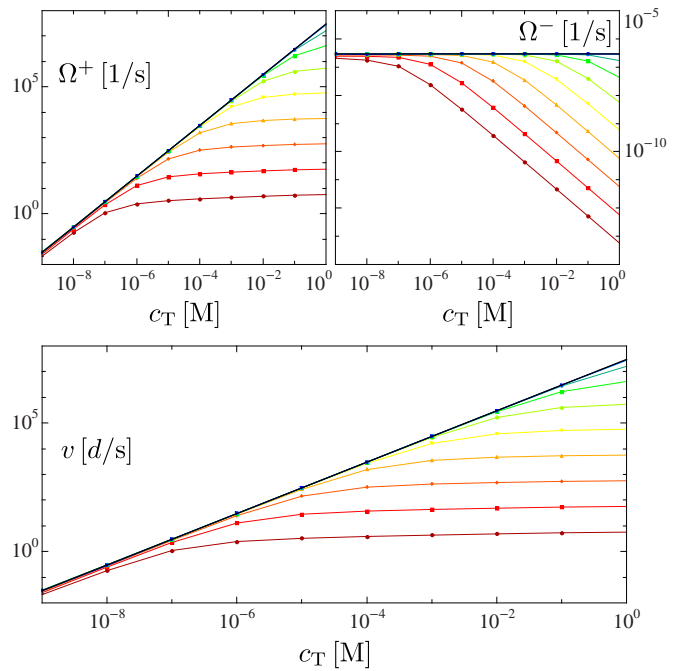 Ω⁺ [1/s]
10⁵
10⁰
10⁻⁸ 10⁻⁶ 10⁻⁴ 10⁻² 10⁰
c_T [M]
Ω⁻ [1/s]
10⁻⁵
10⁻¹⁰
10⁻⁸ 10⁻⁶ 10⁻⁴ 10⁻² 10⁰
c_T [M]
v [d/s]
10⁵
10⁰
10⁻⁸ 10⁻⁶ 10⁻⁴ 10⁻² 10⁰
c_T [M]